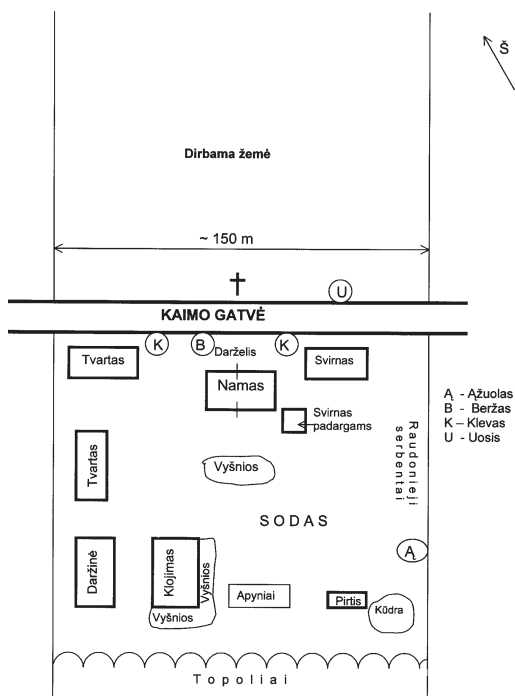 Š
Dirbama žemė
~ 150 m
U
KAIMO GATVĖ
K
B
Darželis
K
Tvartas
Namas
Svirnas
Svirnas
padargams
Ą - Ąžuolas
B - Beržas
K – Klevas
U - Uosis
Raudonieji
serbentai
Tvartas
Vyšnios
SODAS
Ą
Daržinė
Klojimas
Vyšnios
Vyšnios
Apyniai
Pirtis
Kūdra
Topoliai